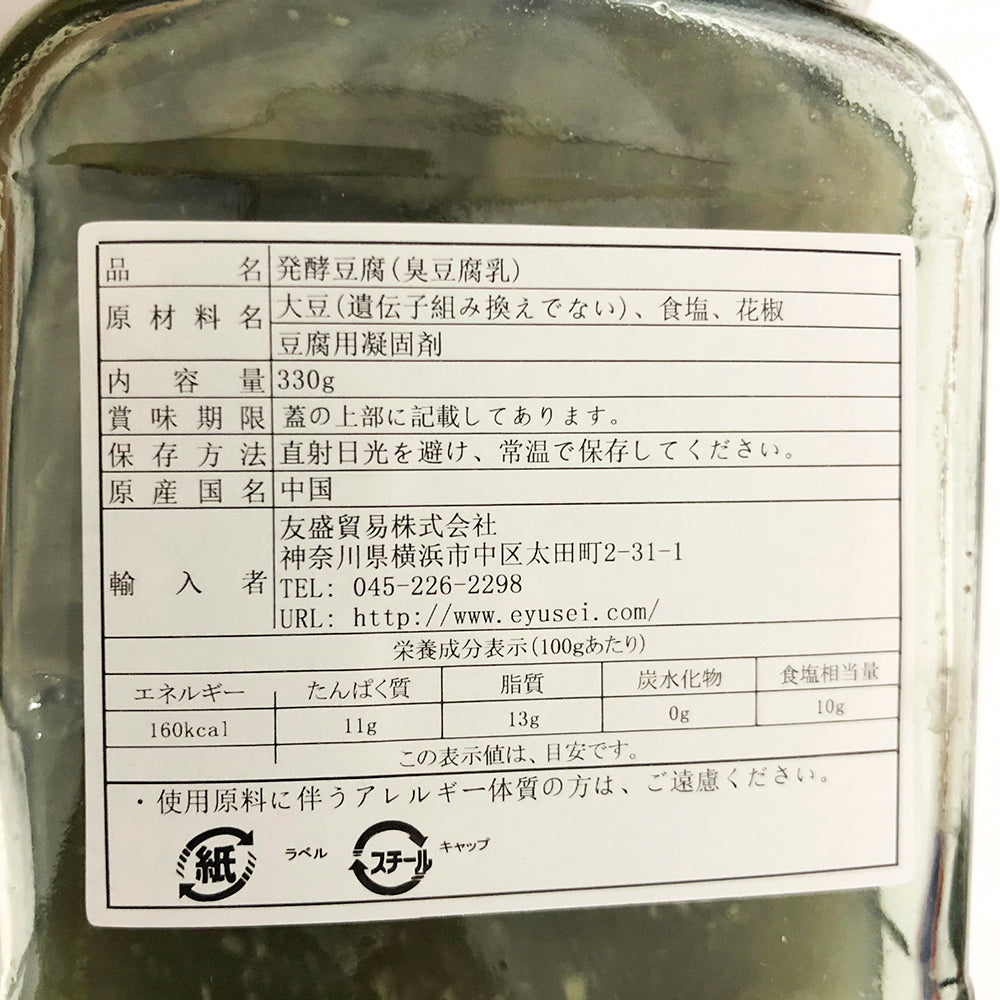 品名 発酵豆腐(臭豆腐乳)
原材料名 大豆(遺伝子組み換えでない)、食塩、花椒
豆腐用凝固剤
内容量 330g
賞味期限 蓋の上部に記載してあります。
保存方法 直射日光を避け、常温で保存してください。
原産国名 中国
輸入者 友盛貿易株式会社
神奈川県横浜市中区太田町2-31-1
TEL: 045-226-2298
URL: http://www.eyusei.com/
栄養成分表示(100gあたり)
エネルギー たんぱく質 脂質 炭水化物 食塩相当量
160kcal 11g 13g 0g 10g
この表示値は、目安です。
・使用原料に伴うアレルギー体質の方は、ご遠慮ください。
紙 ラベル スチール キャップ